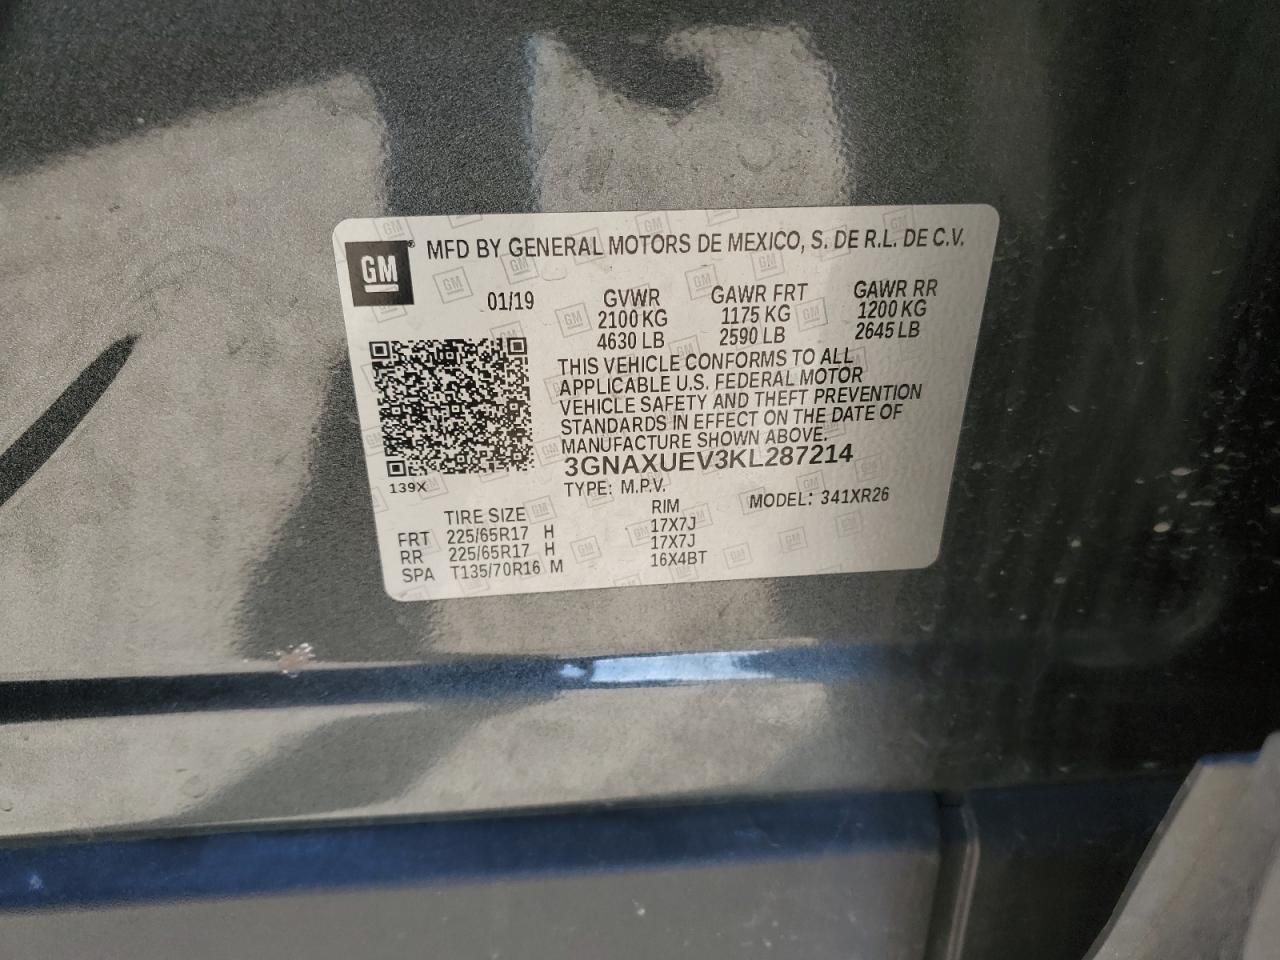 GM
MFD BY GENERAL MOTORS DE MEXICO, S. DE R.L. DE C.V.
01/19 GVWR GAWR FRT GAWR RR
2100 KG 1175 KG 1200 KG
4630 LB 2590 LB 2645 LB
THIS VEHICLE CONFORMS TO ALL
APPLICABLE U.S. FEDERAL MOTOR
VEHICLE SAFETY AND THEFT PREVENTION
STANDARDS IN EFFECT ON THE DATE OF
MANUFACTURE SHOWN ABOVE.
3GNAXUEV3KL287214
139X
TYPE: M.P.V. MODEL: 341XR26
TIRE SIZE RIM
FRT 225/65R17 H 17X7J
RR 225/65R17 H 17X7J
SPA T135/70R16 M 16X4BT